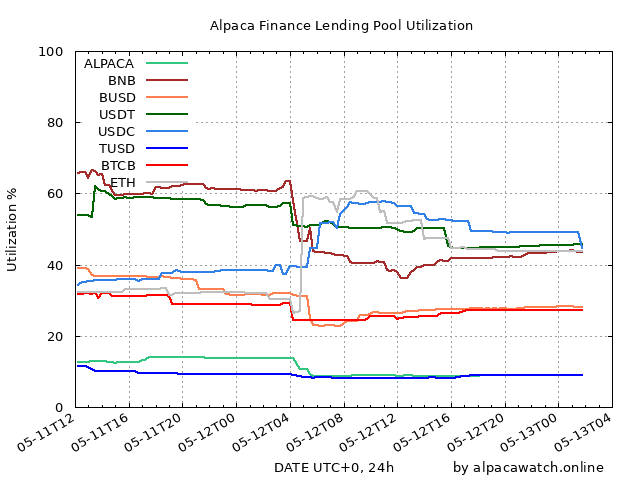 Alpaca Finance Lending Pool Utilization
100
80
60
40
20
0
Utilization %
ALPACA
BNB
BUSD
USDT
USDC
TUSD
BTCB
ETH
05-11T12
05-11T16
05-11T20
05-12T00
05-12T04
05-12T08
05-12T12
05-12T16
05-12T20
05-13T00
05-13T04
DATE UTC+0, 24h
by alpacawatch.online